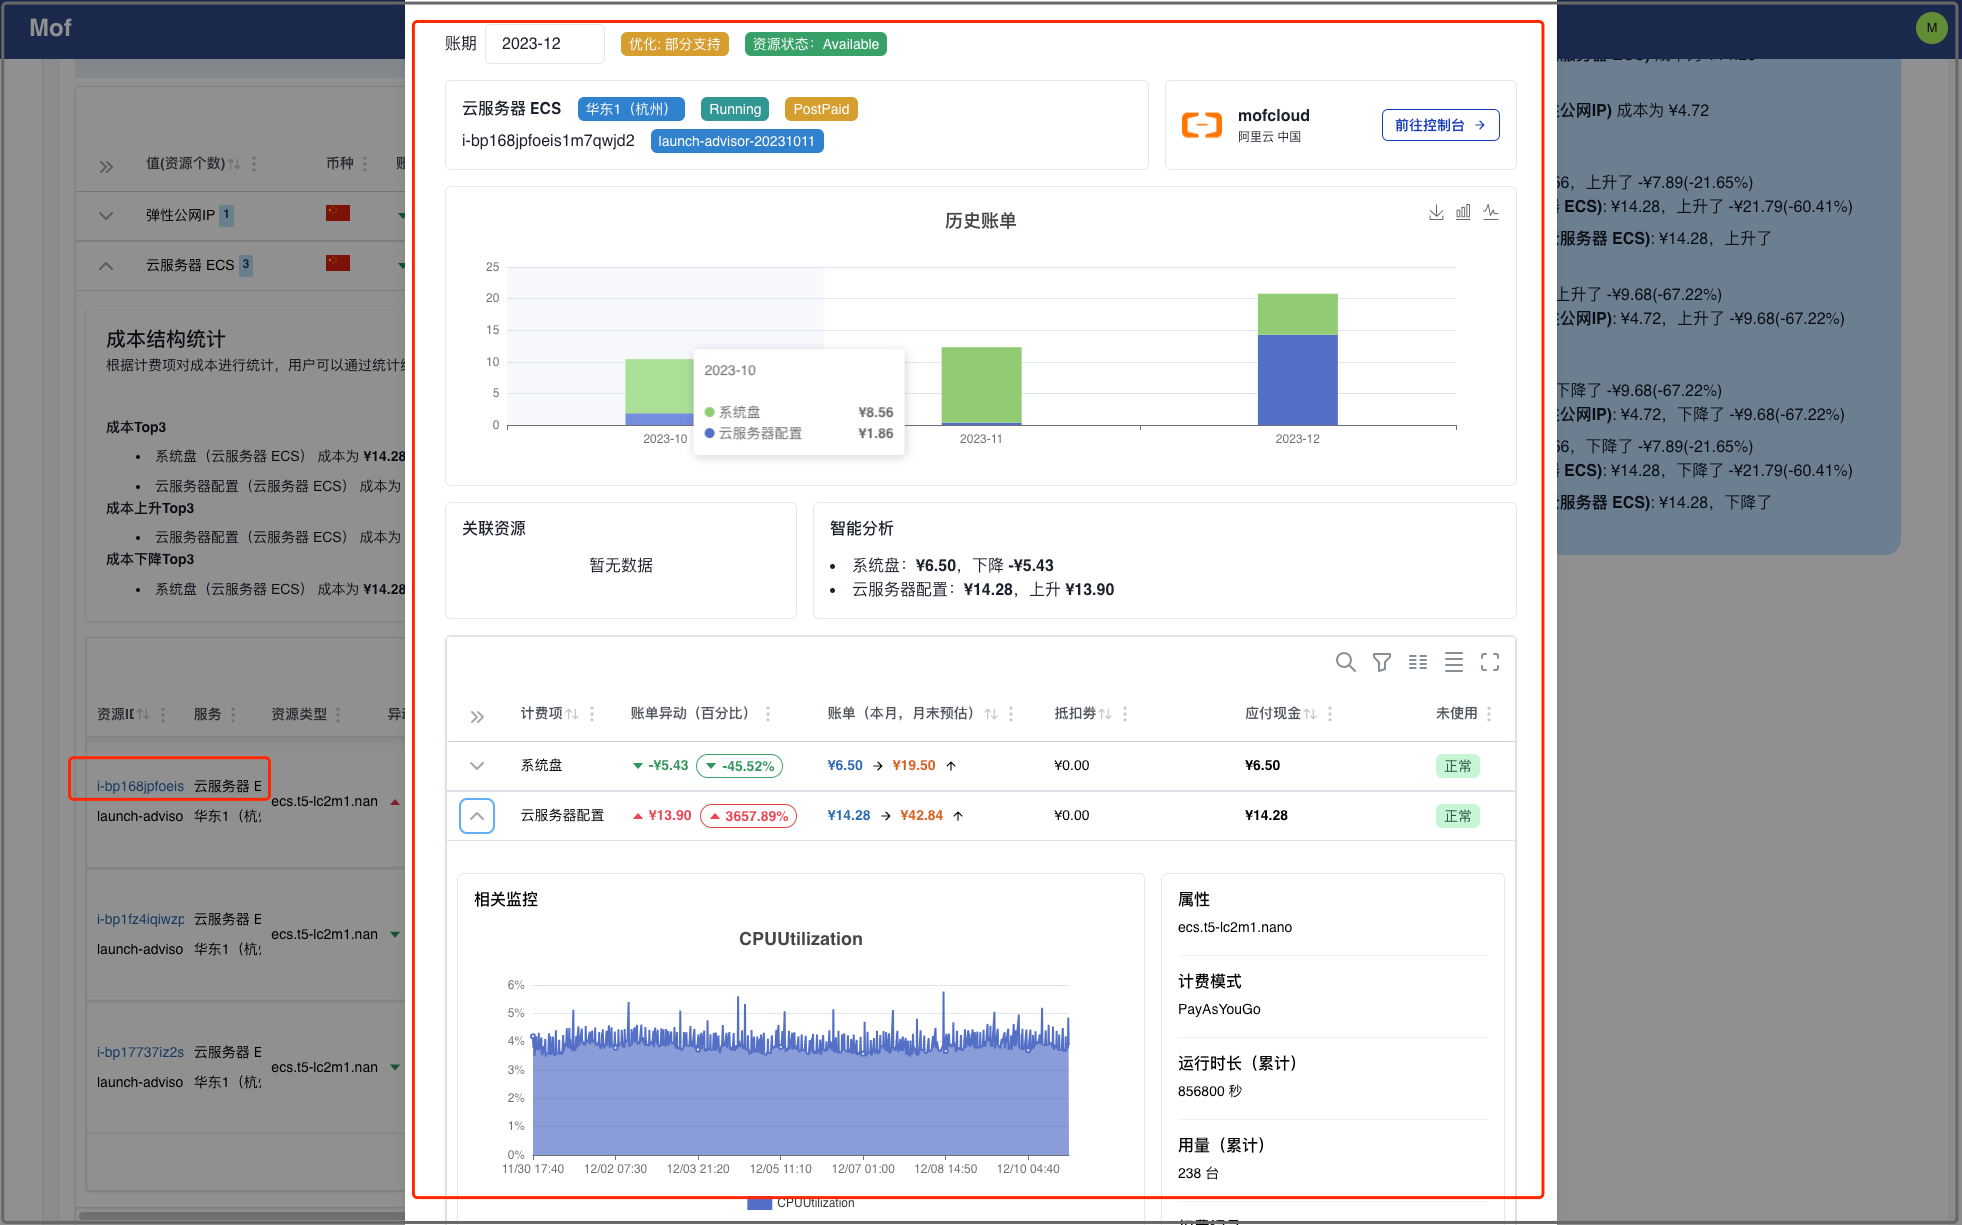 Mof
M
值(资源个数)
币种
弹性公网IP 1
云服务器 ECS 3
成本结构统计
根据计费项对成本进行统计，用户可以通过统计
成本Top3
系统盘（云服务器 ECS） 成本为 ¥14.28
云服务器配置（云服务器 ECS） 成本为
成本上升Top3
云服务器配置（云服务器 ECS） 成本为
成本下降Top3
系统盘（云服务器 ECS） 成本为 ¥14.28
资源ID
服务
资源类型
i-bp168jpfoeis 云服务器 E
launch-adviso 华东1（杭
ecs.t5-lc2m1.nan
i-bp1fz4iqiwzp 云服务器 E
launch-adviso 华东1（杭
ecs.t5-lc2m1.nan
i-bp17737iz2s 云服务器 E
launch-adviso 华东1（杭
ecs.t5-lc2m1.nan
账期 2023-12 优化: 部分支持 资源状态：Available
云服务器 ECS 华东1（杭州） Running PostPaid
i-bp168jpfoeis1m7qwjd2 launch-advisor-20231011
mofcloud
阿里云 中国
前往控制台 →
历史账单
25
20
15
10
5
0
2023-10
2023-11
2023-12
2023-10
系统盘 ¥8.56
云服务器配置 ¥1.86
关联资源
暂无数据
智能分析
系统盘：¥6.50，下降 -¥5.43
云服务器配置：¥14.28，上升 ¥13.90
计费项 账单异动（百分比） 账单（本月，月末预估） 抵扣券 应付现金 未使用
系统盘 -¥5.43 -45.52% ¥6.50 → ¥19.50 ↑ ¥0.00 ¥6.50 正常
云服务器配置 ¥13.90 3657.89% ¥14.28 → ¥42.84 ↑ ¥0.00 ¥14.28 正常
相关监控
CPUUtilization
6%
5%
4%
3%
2%
1%
0%
11/30 17:40 12/02 07:30 12/03 21:20 12/05 11:10 12/07 01:00 12/08 14:50 12/10 04:40
CPUUtilization
属性
ecs.t5-lc2m1.nano
计费模式
PayAsYouGo
运行时长（累计）
856800 秒
用量（累计）
238 台
公网IP) 成本为 ¥4.72
56，上升了 -¥7.89(-21.65%)
ECS): ¥14.28，上升了 -¥21.79(-60.41%)
服务器 ECS): ¥14.28，上升了
上升了 -¥9.68(-67.22%)
公网IP): ¥4.72，上升了 -¥9.68(-67.22%)
下降了 -¥9.68(-67.22%)
公网IP): ¥4.72，下降了 -¥9.68(-67.22%)
56，下降了 -¥7.89(-21.65%)
ECS): ¥14.28，下降了 -¥21.79(-60.41%)
服务器 ECS): ¥14.28，下降了